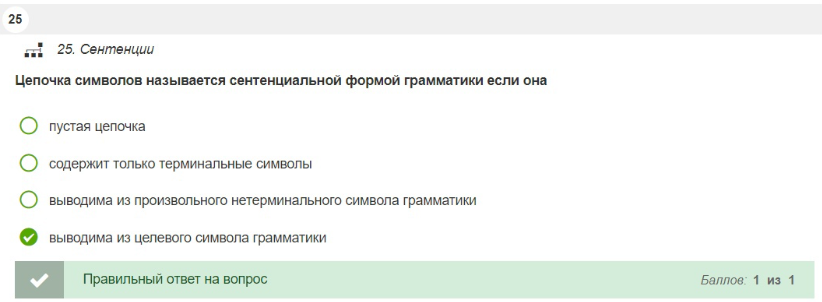 25
25. Сентенции
Цепочка символов называется сентенциальной формой грамматики если она
пустая цепочка
содержит только терминальные символы
выводима из произвольного нетерминального символа грамматики
выводима из целевого символа грамматики
Правильный ответ на вопрос Баллов: 1 из 1